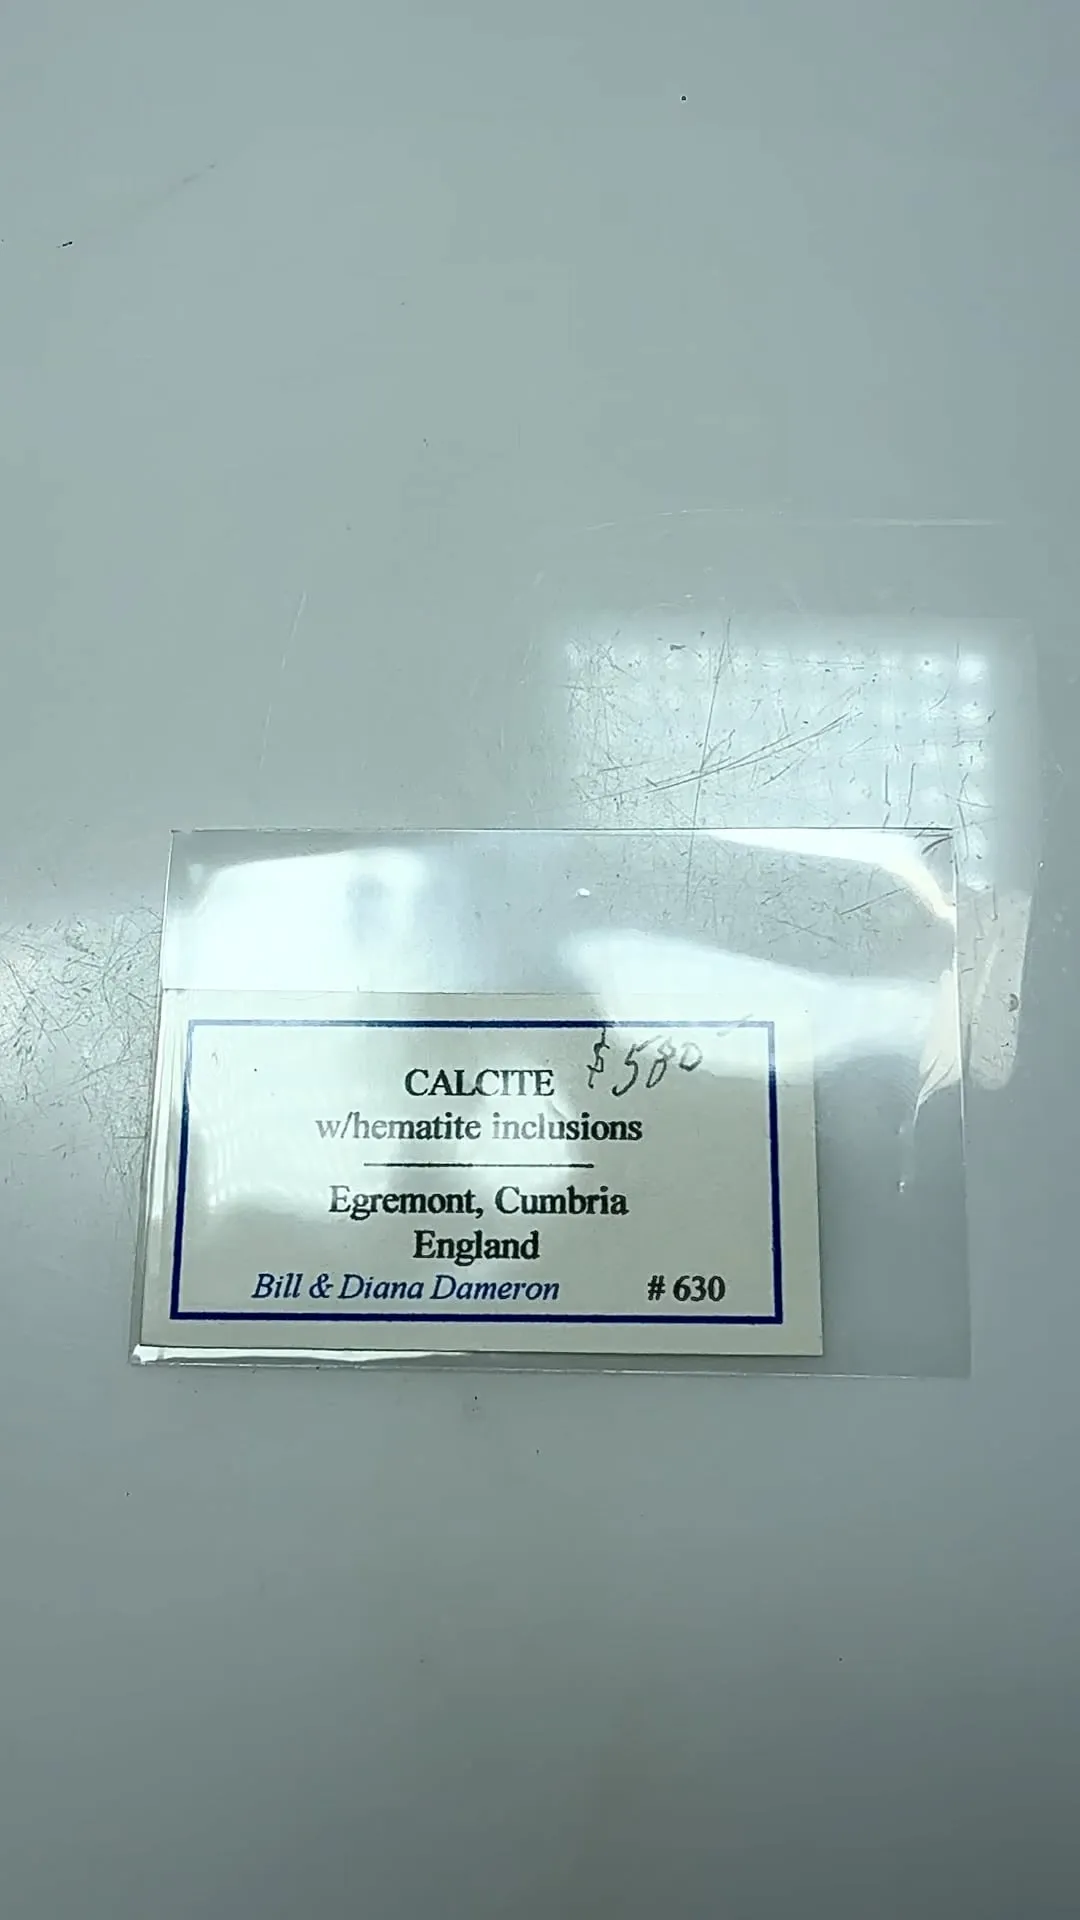 CALCITE $580
w/hematite inclusions
Egremont, Cumbria
England
Bill & Diana Dameron # 630